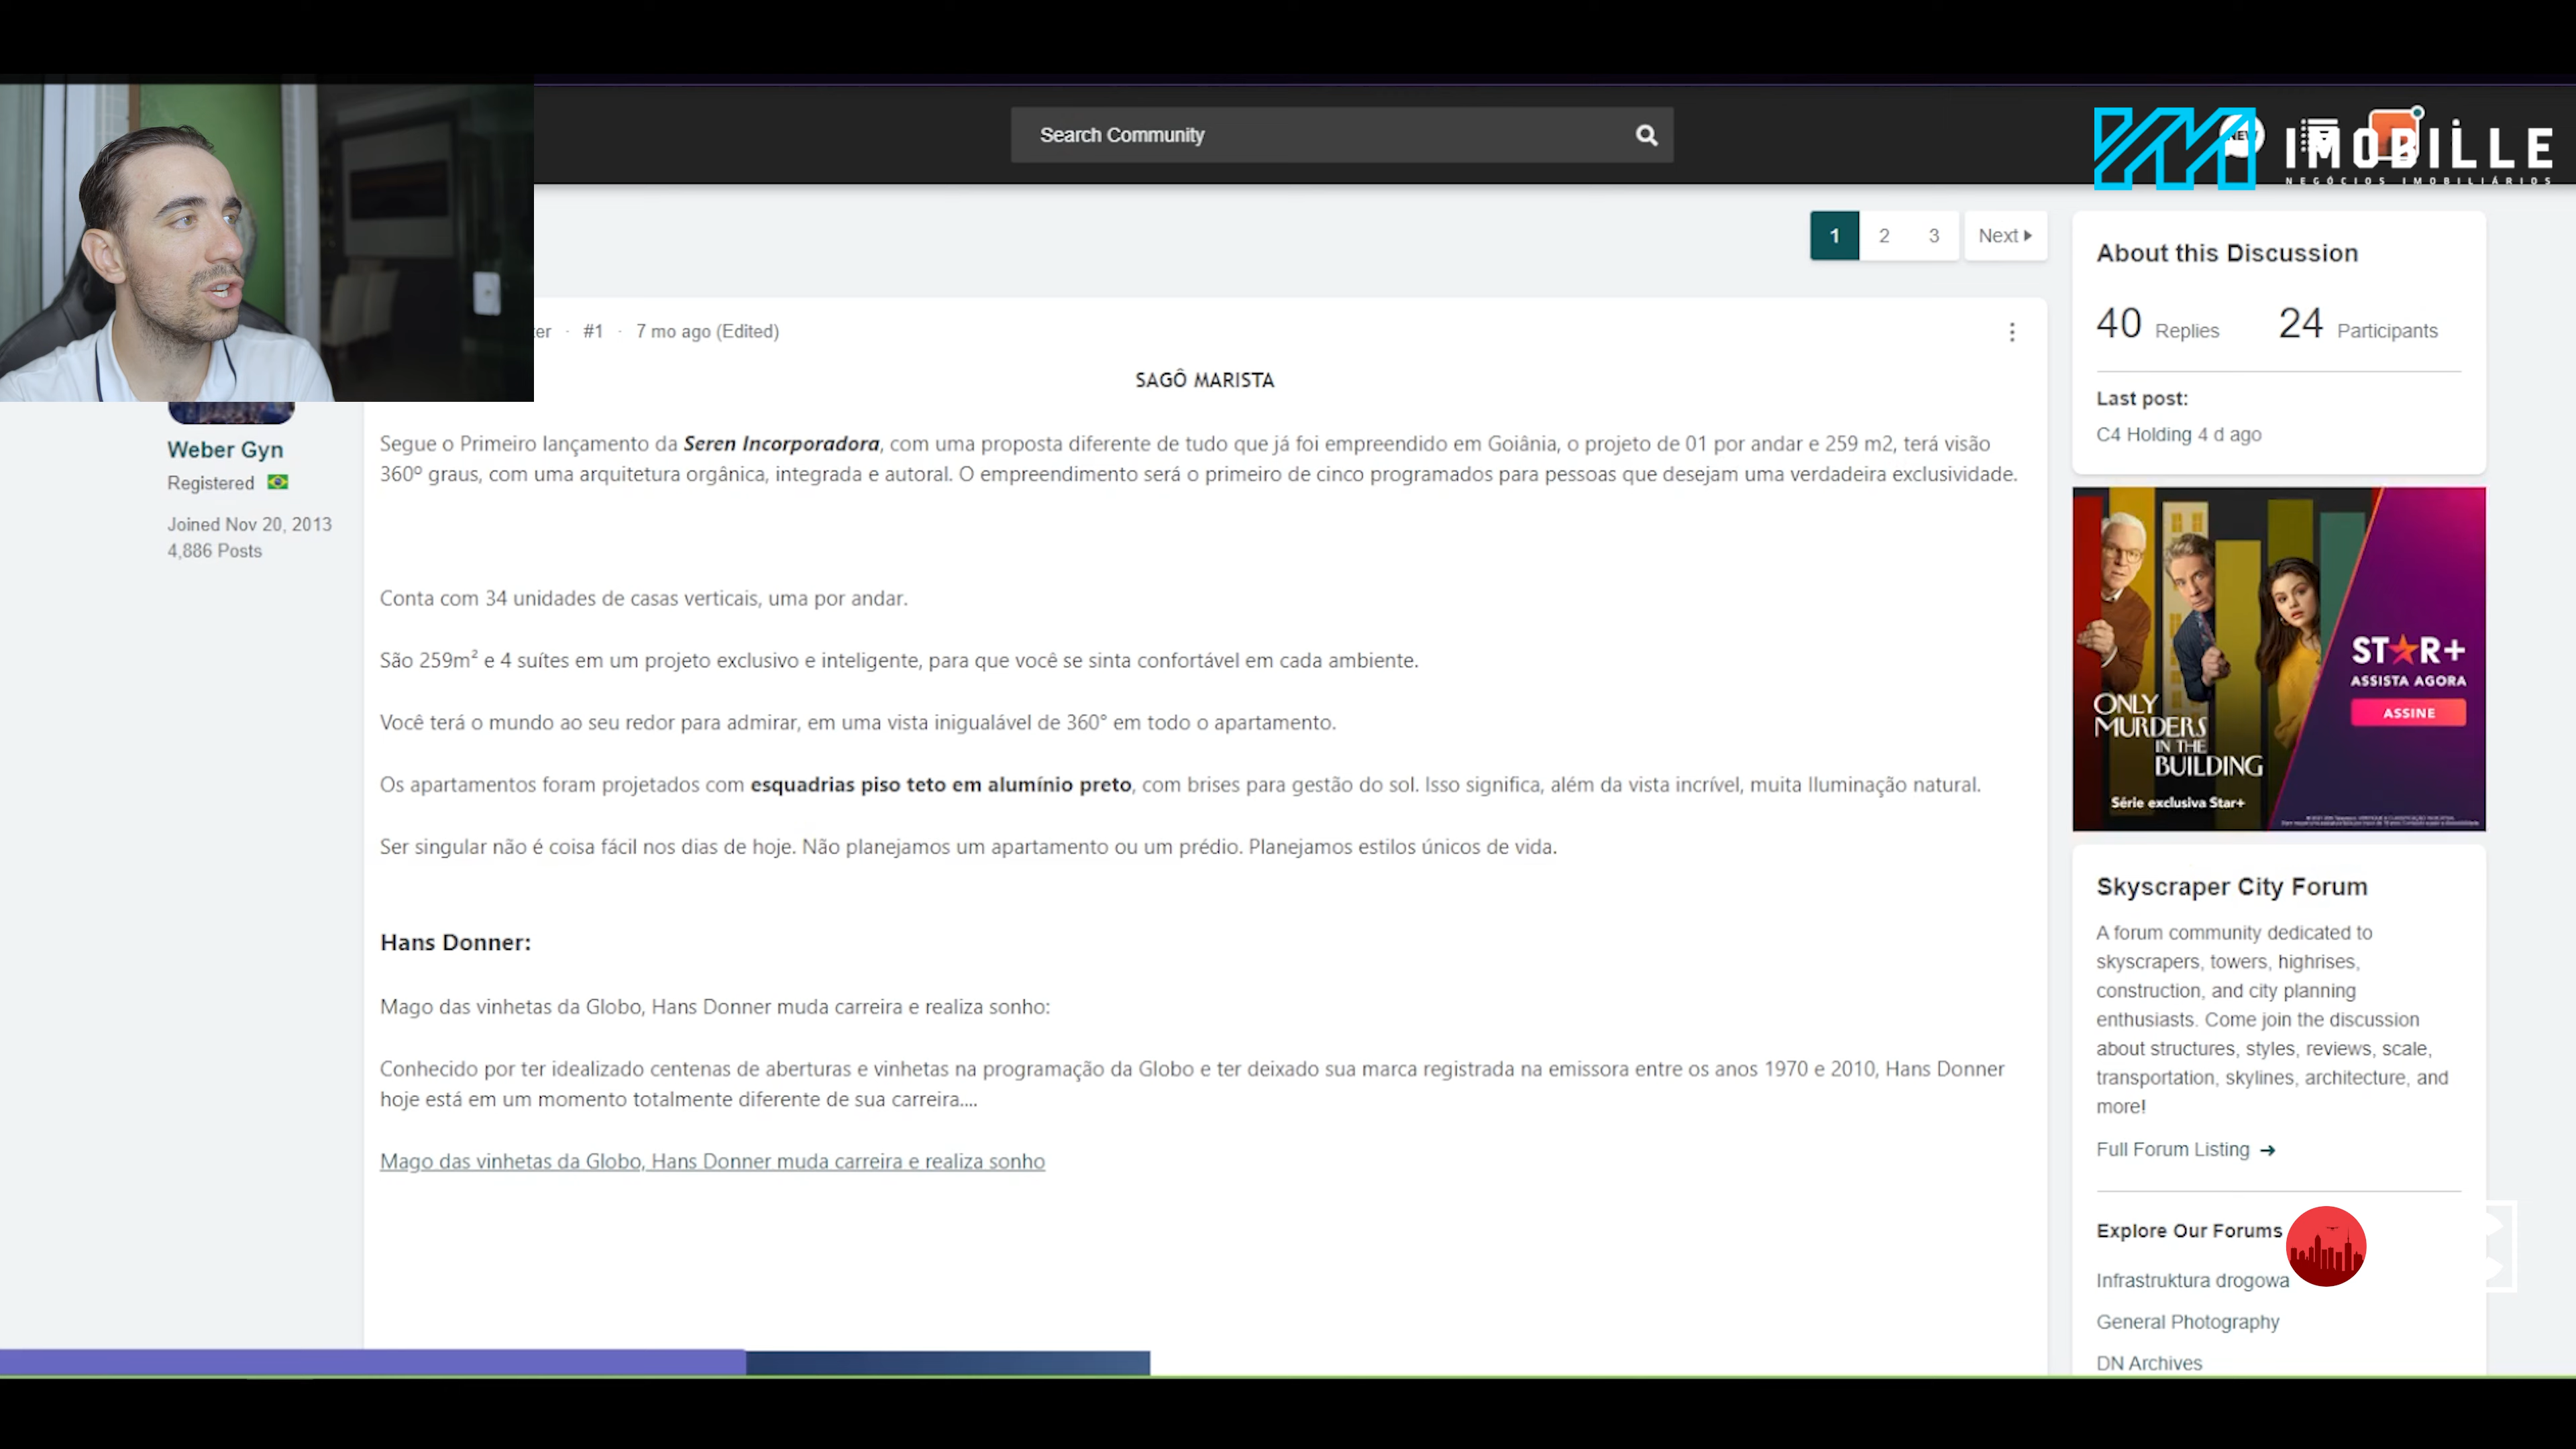 Search Community
NEW
IMOBILLE
NEGÓCIOS IMOBILIÁRIOS
1 2 3 Next
· #1 · 7 mo ago (Edited)
SAGÔ MARISTA
Weber Gyn
Registered
Joined Nov 20, 2013
4,886 Posts
Segue o Primeiro lançamento da Seren Incorporadora, com uma proposta diferente de tudo que já foi empreendido em Goiânia, o projeto de 01 por andar e 259 m2, terá visão
360º graus, com uma arquitetura orgânica, integrada e autoral. O empreendimento será o primeiro de cinco programados para pessoas que desejam uma verdadeira exclusividade.
Conta com 34 unidades de casas verticais, uma por andar.
São 259m² e 4 suítes em um projeto exclusivo e inteligente, para que você se sinta confortável em cada ambiente.
Você terá o mundo ao seu redor para admirar, em uma vista inigualável de 360° em todo o apartamento.
Os apartamentos foram projetados com esquadrias piso teto em alumínio preto, com brises para gestão do sol. Isso significa, além da vista incrível, muita Iluminação natural.
Ser singular não é coisa fácil nos dias de hoje. Não planejamos um apartamento ou um prédio. Planejamos estilos únicos de vida.
Hans Donner:
Mago das vinhetas da Globo, Hans Donner muda carreira e realiza sonho:
Conhecido por ter idealizado centenas de aberturas e vinhetas na programação da Globo e ter deixado sua marca registrada na emissora entre os anos 1970 e 2010, Hans Donner
hoje está em um momento totalmente diferente de sua carreira....
Mago das vinhetas da Globo, Hans Donner muda carreira e realiza sonho
About this Discussion
40 Replies 24 Participants
Last post:
C4 Holding 4 d ago
ONLY
MURDERS
IN THE
BUILDING
Série exclusiva Star+
STAR+
ASSISTA AGORA
ASSINE
Skyscraper City Forum
A forum community dedicated to
skyscrapers, towers, highrises,
construction, and city planning
enthusiasts. Come join the discussion
about structures, styles, reviews, scale,
transportation, skylines, architecture, and
more!
Full Forum Listing
Explore Our Forums
Infrastruktura drogowa
General Photography
DN Archives